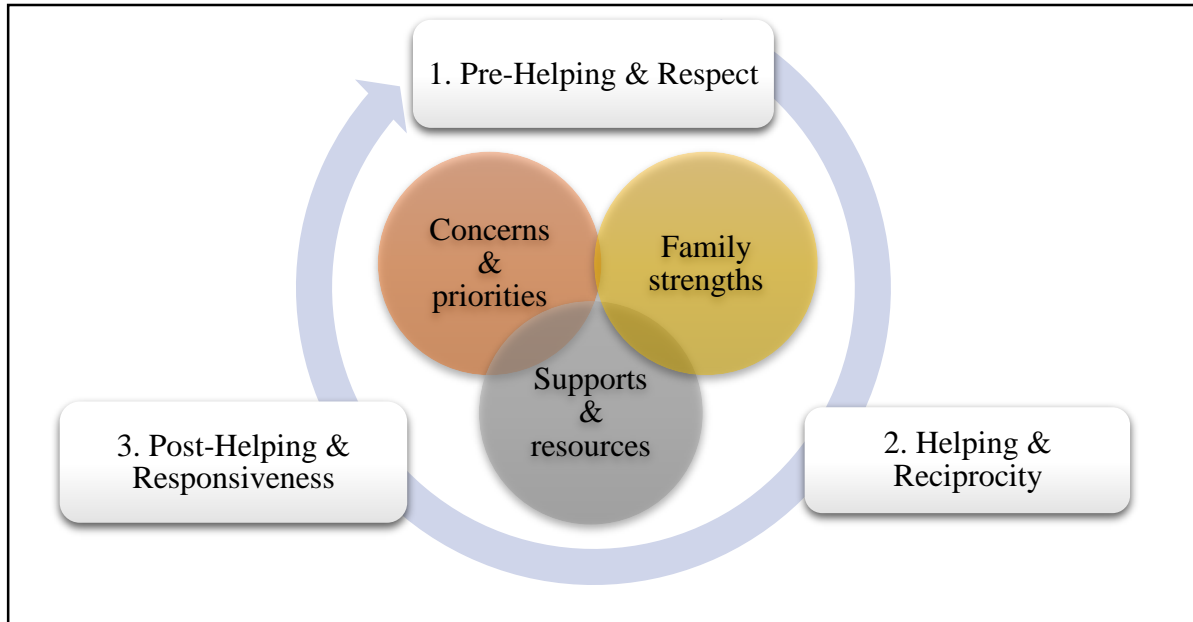 1. Pre-Helping & Respect
Concerns
&
priorities
Family
strengths
Supports
&
resources
3. Post-Helping &
Responsiveness
2. Helping &
Reciprocity